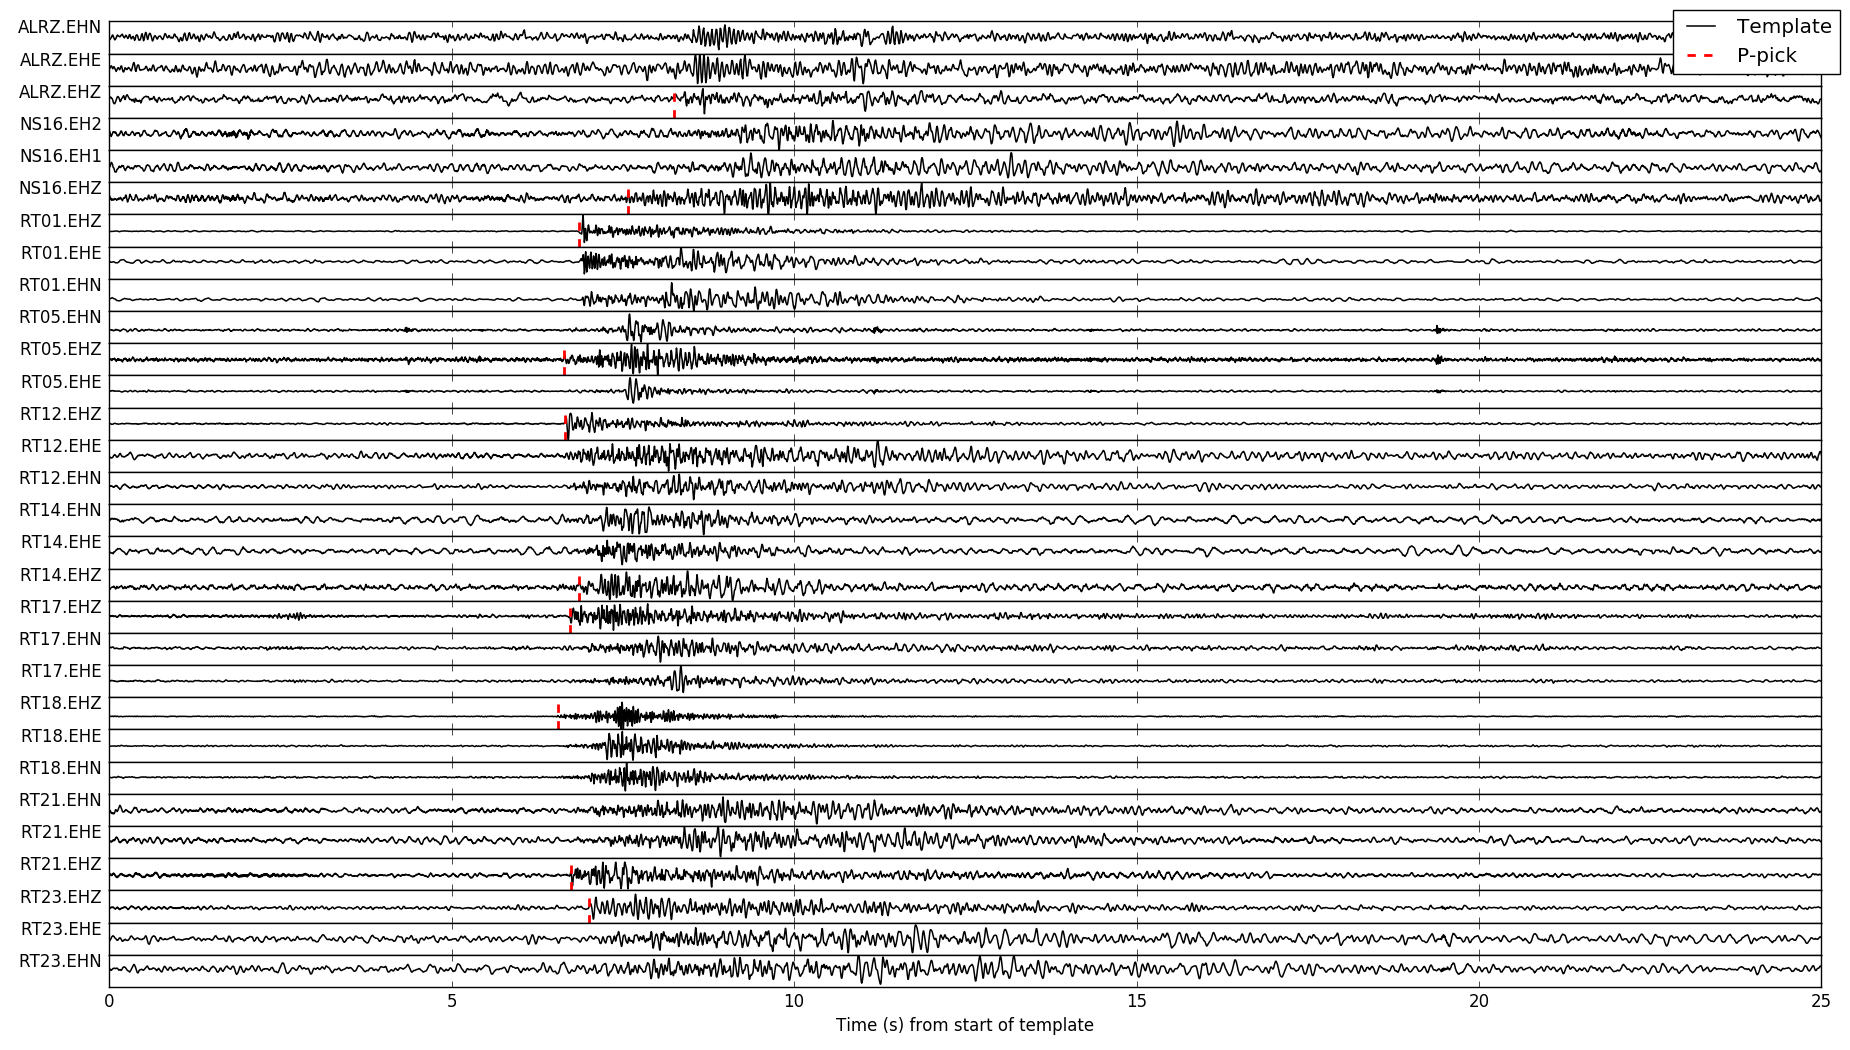 Template
P-pick
ALRZ.EHN
ALRZ.EHE
ALRZ.EHZ
NS16.EH2
NS16.EH1
NS16.EHZ
RT01.EHZ
RT01.EHE
RT01.EHN
RT05.EHN
RT05.EHZ
RT05.EHE
RT12.EHZ
RT12.EHE
RT12.EHN
RT14.EHN
RT14.EHE
RT14.EHZ
RT17.EHZ
RT17.EHN
RT17.EHE
RT18.EHZ
RT18.EHE
RT18.EHN
RT21.EHN
RT21.EHE
RT21.EHZ
RT23.EHZ
RT23.EHE
RT23.EHN
0 5 10 15 20 25
Time (s) from start of template